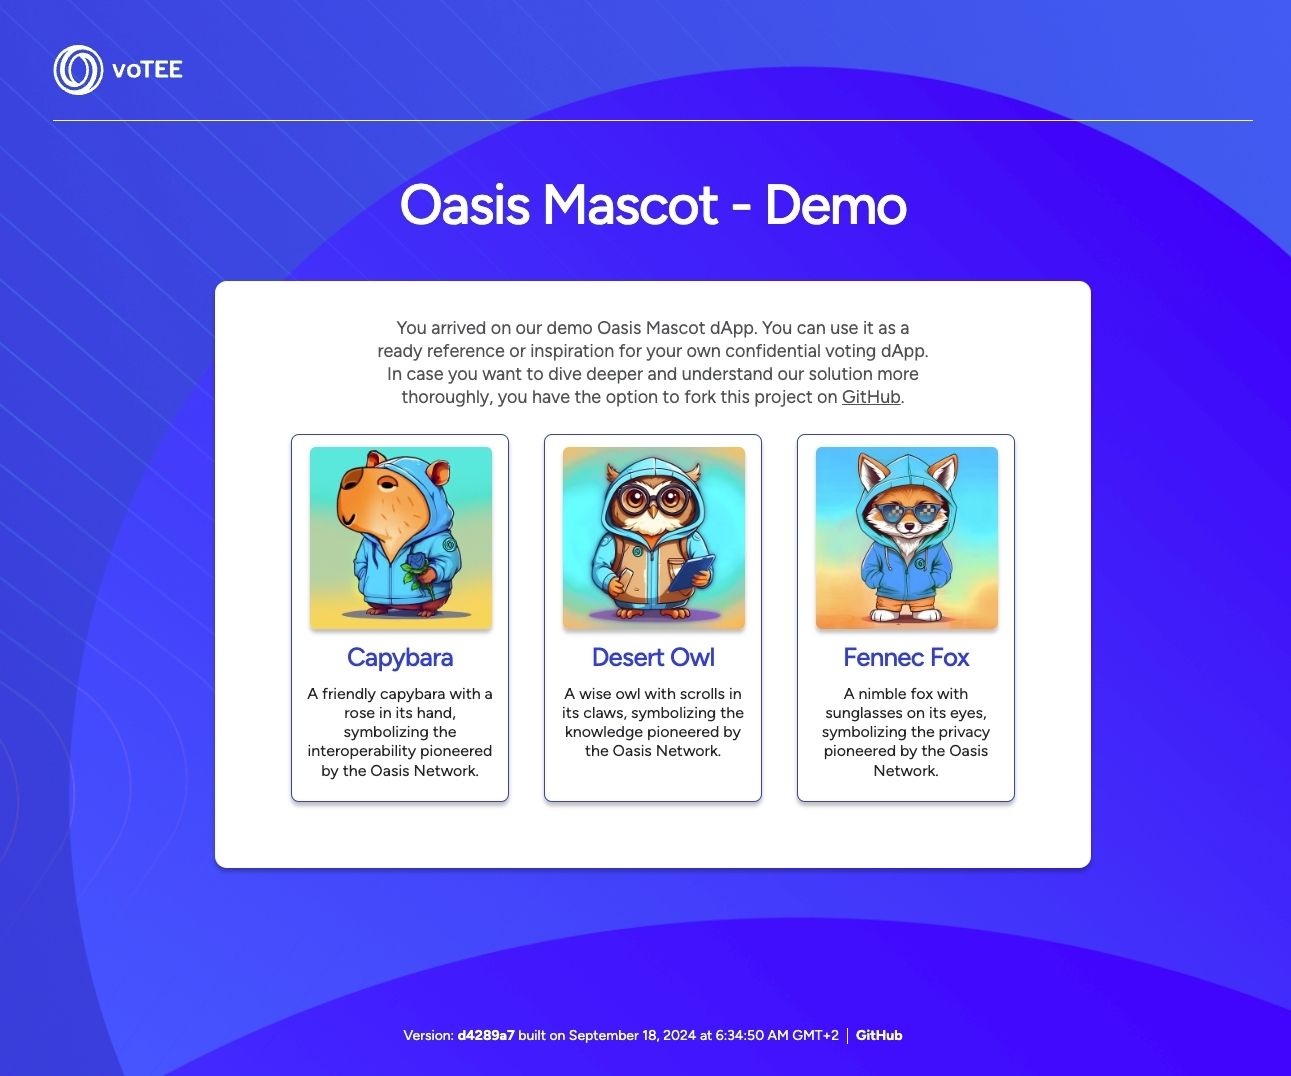 voTEE
Oasis Mascot - Demo
You arrived on our demo Oasis Mascot dApp. You can use it as a
ready reference or inspiration for your own confidential voting dApp.
In case you want to dive deeper and understand our solution more
thoroughly, you have the option to fork this project on GitHub.
Capybara
A friendly capybara with a
rose in its hand,
symbolizing the
interoperability pioneered
by the Oasis Network.
Desert Owl
A wise owl with scrolls in
its claws, symbolizing the
knowledge pioneered by
the Oasis Network.
Fennec Fox
A nimble fox with
sunglasses on its eyes,
symbolizing the privacy
pioneered by the Oasis
Network.
Version: d4289a7 built on September 18, 2024 at 6:34:50 AM GMT+2 | GitHub